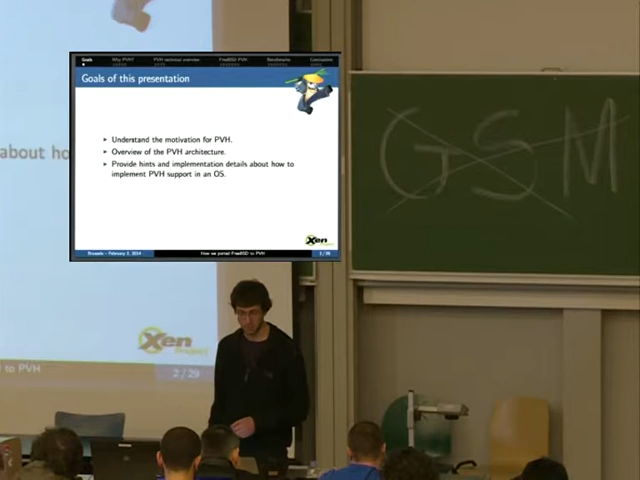 Goals Why PVH? PVH technical overview FreeBSD PVH Benchmarks Conclusions
Goals of this presentation
Understand the motivation for PVH.
Overview of the PVH architecture.
Provide hints and implementation details about how to
implement PVH support in an OS.
Xen
Brussels – February 2, 2014 How we ported FreeBSD to PVH 2/29
about ho
Xen
Project
d to PVH 2 / 29
GSM